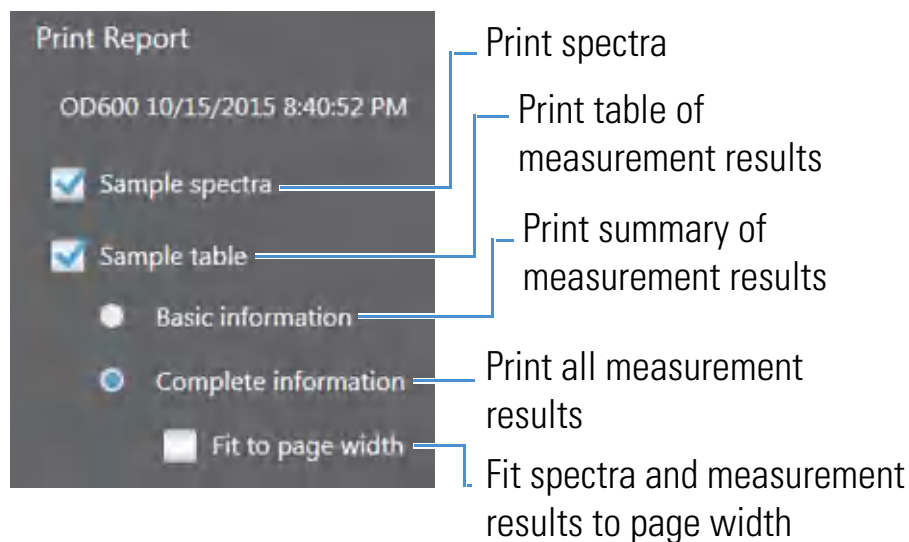 Print Report
OD600 10/15/2015 8:40:52 PM
Sample spectra
Sample table
Basic information
Complete information
Fit to page width
Print spectra
Print table of
measurement results
Print summary of
measurement results
Print all measurement
results
Fit spectra and measurement
results to page width